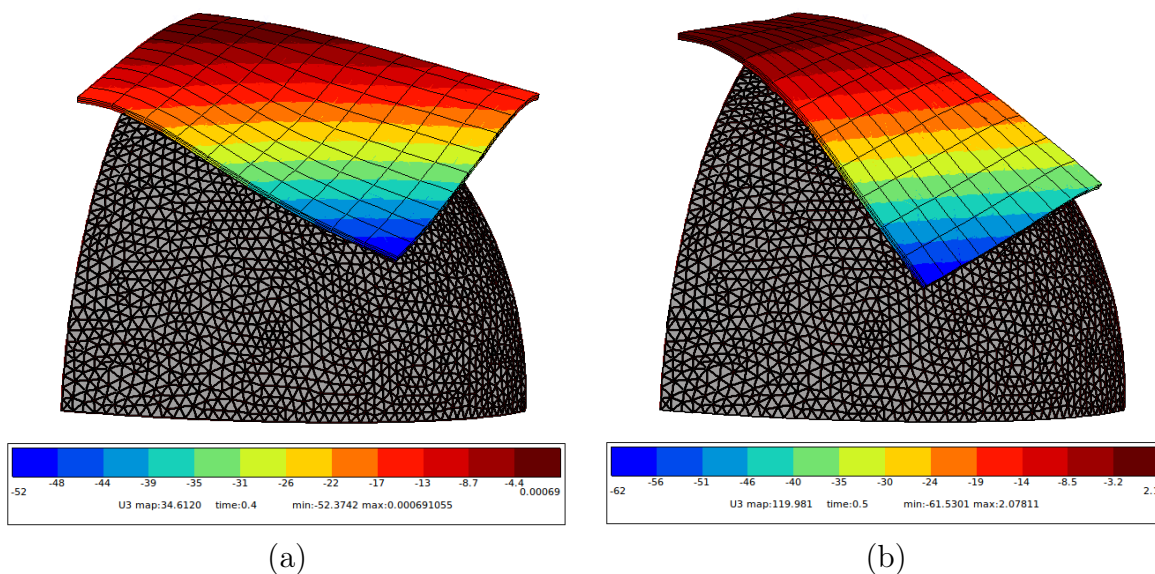 -52 -48 -44 -39 -35 -31 -26 -22 -17 -13 -8.7 -4.4 0.00069
U3 map:34.6120 time:0.4 min:-52.3742 max:0.000691055
(a)
-62 -56 -51 -46 -40 -35 -30 -24 -19 -14 -8.5 -3.2
U3 map:119.981 time:0.5 min:-61.5301 max:2.07811
(b)